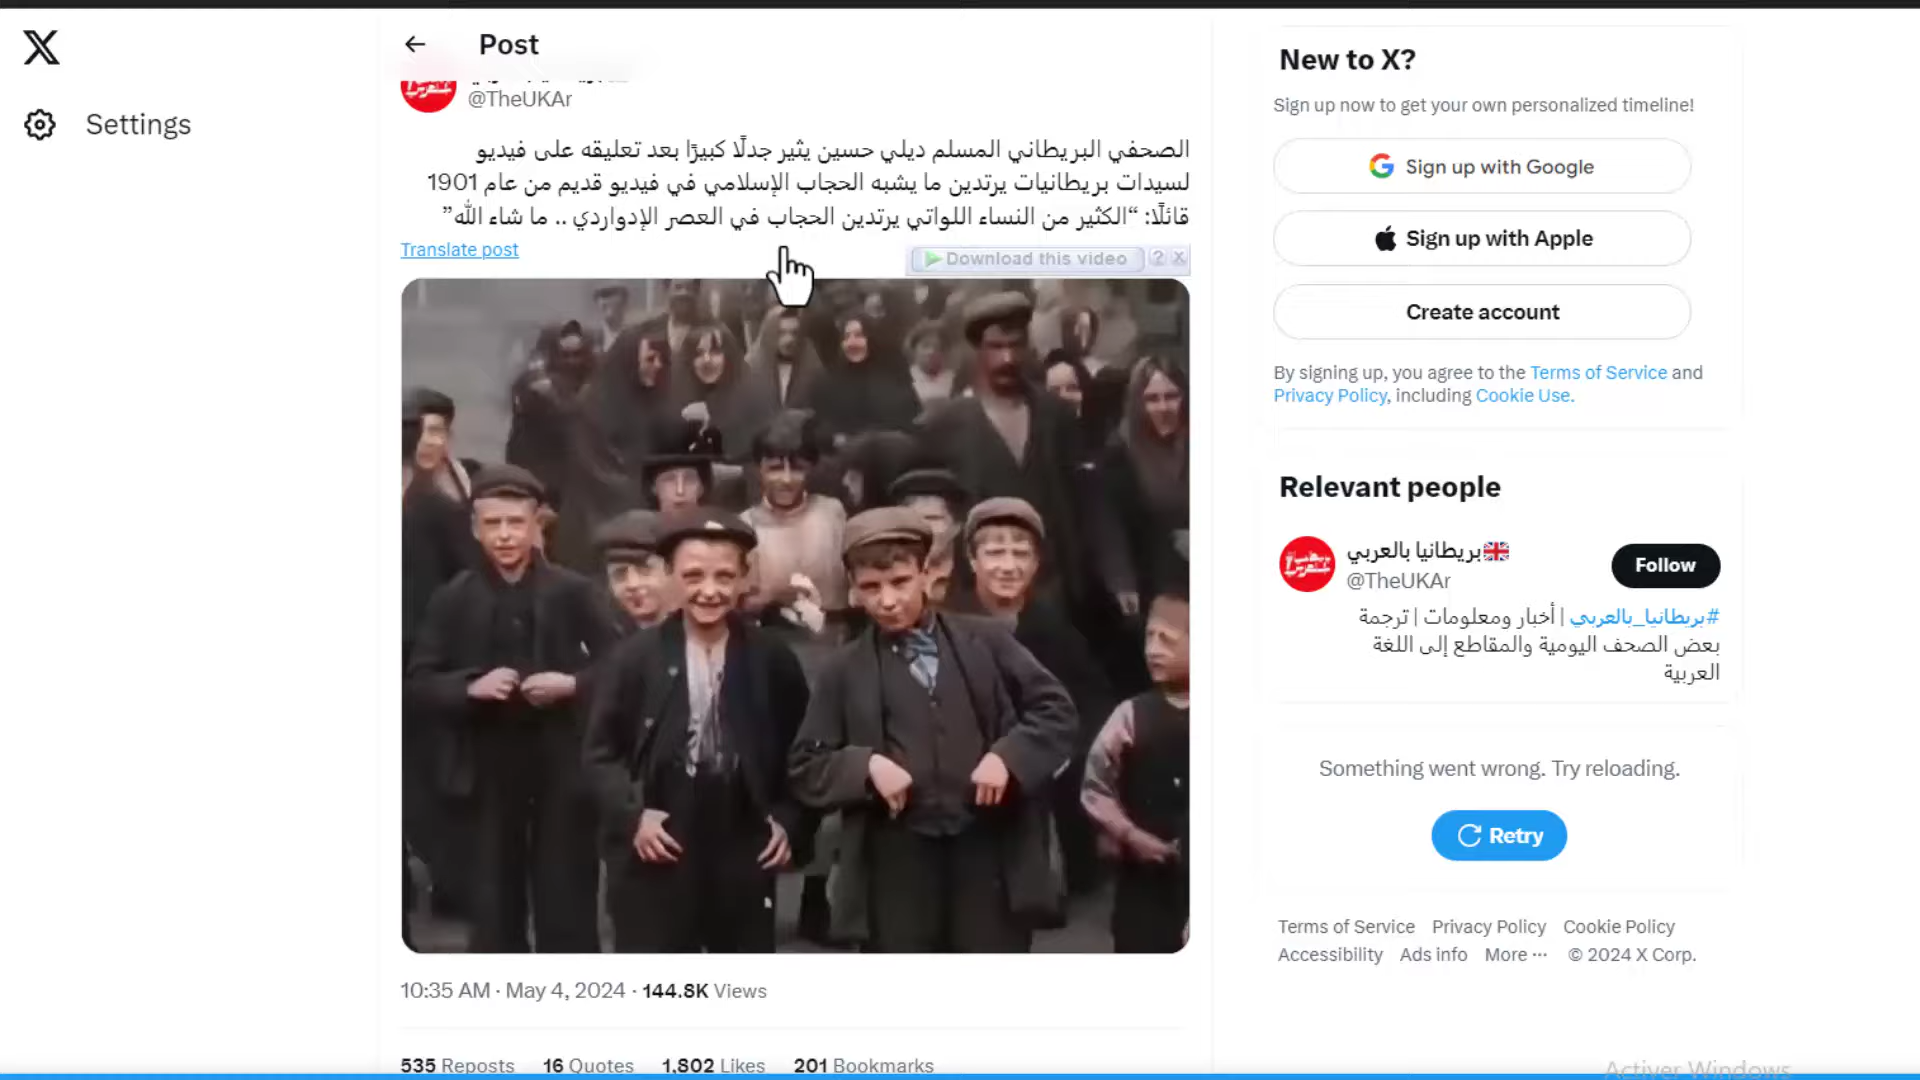 Post
@TheUKAr
Settings
الصحفي البريطاني المسلم ديلي حسين يثير جدلًا كبيرًا بعد تعليقه على فيديو
لسيدات بريطانيات يرتدين ما يشبه الحجاب الإسلامي في فيديو قديم من عام 1901
قائلًا: “الكثير من النساء اللواتي يرتدين الحجاب في العصر الإدواردي .. ما شاء الله”
Translate post
Download this video ? X
10:35 AM · May 4, 2024 · 144.8K Views
535 Reposts 16 Quotes 1,802 Likes 201 Bookmarks
New to X?
Sign up now to get your own personalized timeline!
Sign up with Google
Sign up with Apple
Create account
By signing up, you agree to the Terms of Service and
Privacy Policy, including Cookie Use.
Relevant people
بريطانيا بالعربي🇬🇧
@TheUKAr
Follow
#بريطانيا_بالعربي | أخبار ومعلومات | ترجمة
بعض الصحف اليومية والمقاطع إلى اللغة
العربية
Something went wrong. Try reloading.
Retry
Terms of Service Privacy Policy Cookie Policy
Accessibility Ads info More ··· © 2024 X Corp.
Activer Windows